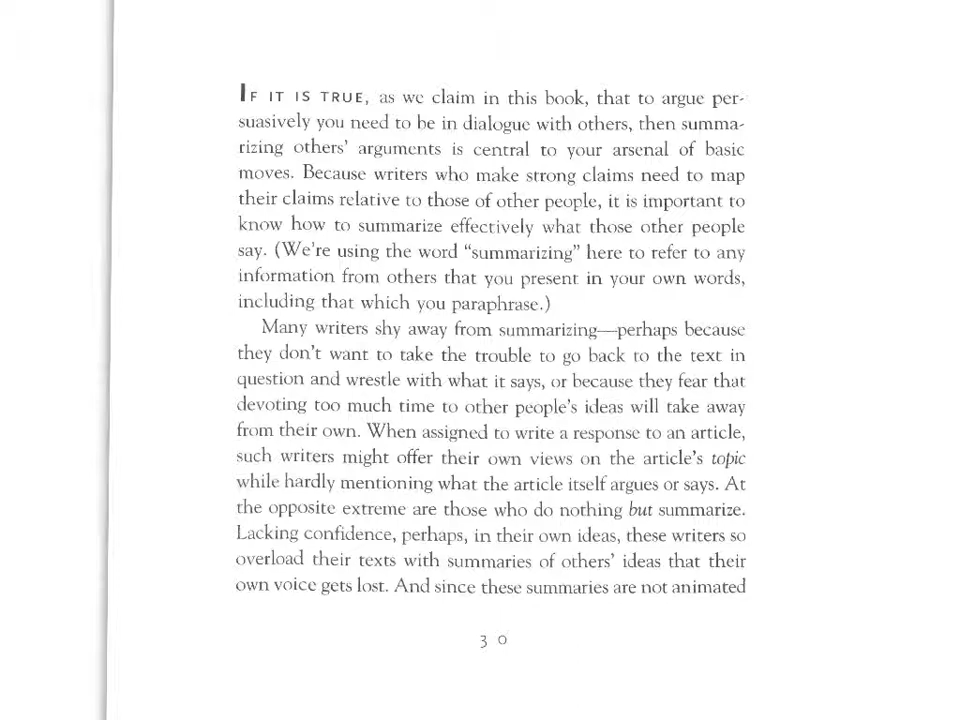 IF IT IS TRUE, as we claim in this book, that to argue per-
suasively you need to be in dialogue with others, then summa-
rizing others' arguments is central to your arsenal of basic
moves. Because writers who make strong claims need to map
their claims relative to those of other people, it is important to
know how to summarize effectively what those other people
say. (We're using the word “summarizing” here to refer to any
information from others that you present in your own words,
including that which you paraphrase.)
Many writers shy away from summarizing—perhaps because
they don't want to take the trouble to go back to the text in
question and wrestle with what it says, or because they fear that
devoting too much time to other people's ideas will take away
from their own. When assigned to write a response to an article,
such writers might offer their own views on the article's topic
while hardly mentioning what the article itself argues or says. At
the opposite extreme are those who do nothing but summarize.
Lacking confidence, perhaps, in their own ideas, these writers so
overload their texts with summaries of others' ideas that their
own voice gets lost. And since these summaries are not animated
3 0